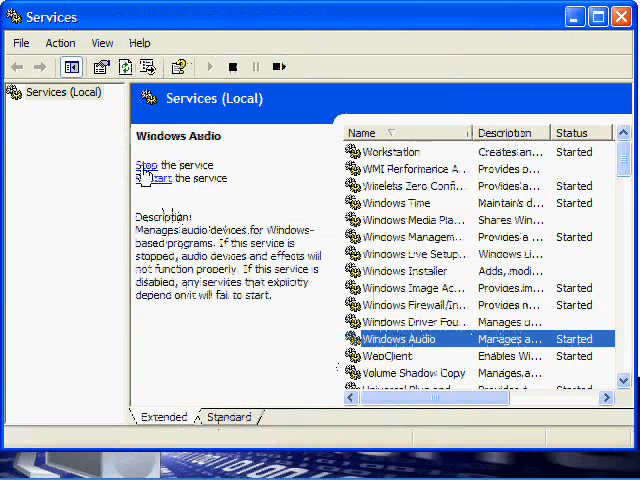 Services
File Action View Help
Services (Local)
Services (Local)
Windows Audio
Stop the service
Restart the service
Description:
Manages audio devices for Windows-
based programs. If this service is
stopped, audio devices and effects will
not function properly. If this service is
disabled, any services that explicitly
depend on it will fail to start.
Name Description Status
Workstation Creates an... Started
WMI Performance A... Provides p...
Wireless Zero Confi... Provides a... Started
Windows Time Maintains d... Started
Windows Media Pla... Shares Win...
Windows Managem... Provides a ... Started
Windows Live Setup... Windows Li...
Windows Installer Adds, modi...
Windows Image Ac... Provides im... Started
Windows Firewall/In... Provides ... Started
Windows Driver Fou... Manages u...
Windows Audio Manages a... Started
WebClient Enables Wi... Started
Volume Shadow Copy Manages a...
Universal Plug and Started
Extended Standard